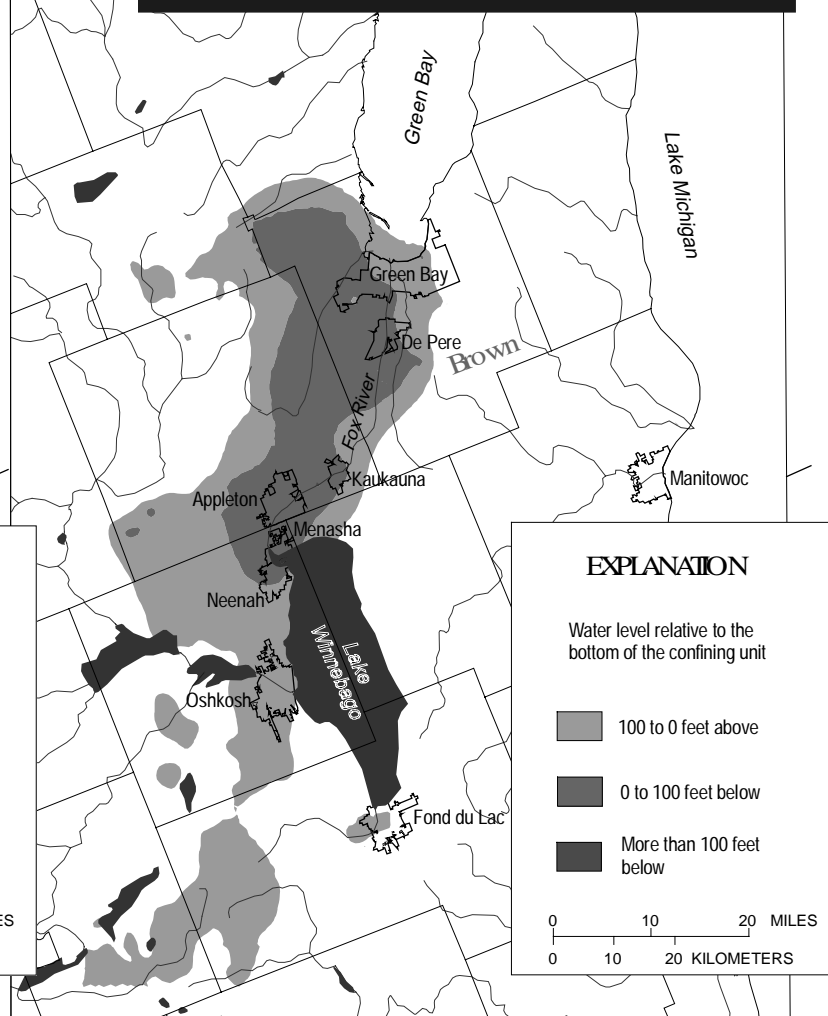 Green Bay
Lake Michigan
Green Bay
De Pere
Brown
Fox River
Kaukauna
Appleton
Manitowoc
Menasha
Neenah
Lake
Winnebago
Oshkosh
Fond du Lac
EXPLANATION
Water level relative to the
bottom of the confining unit
100 to 0 feet above
0 to 100 feet below
More than 100 feet
below
0 10 20 MILES
0 10 20 KILOMETERS
ES